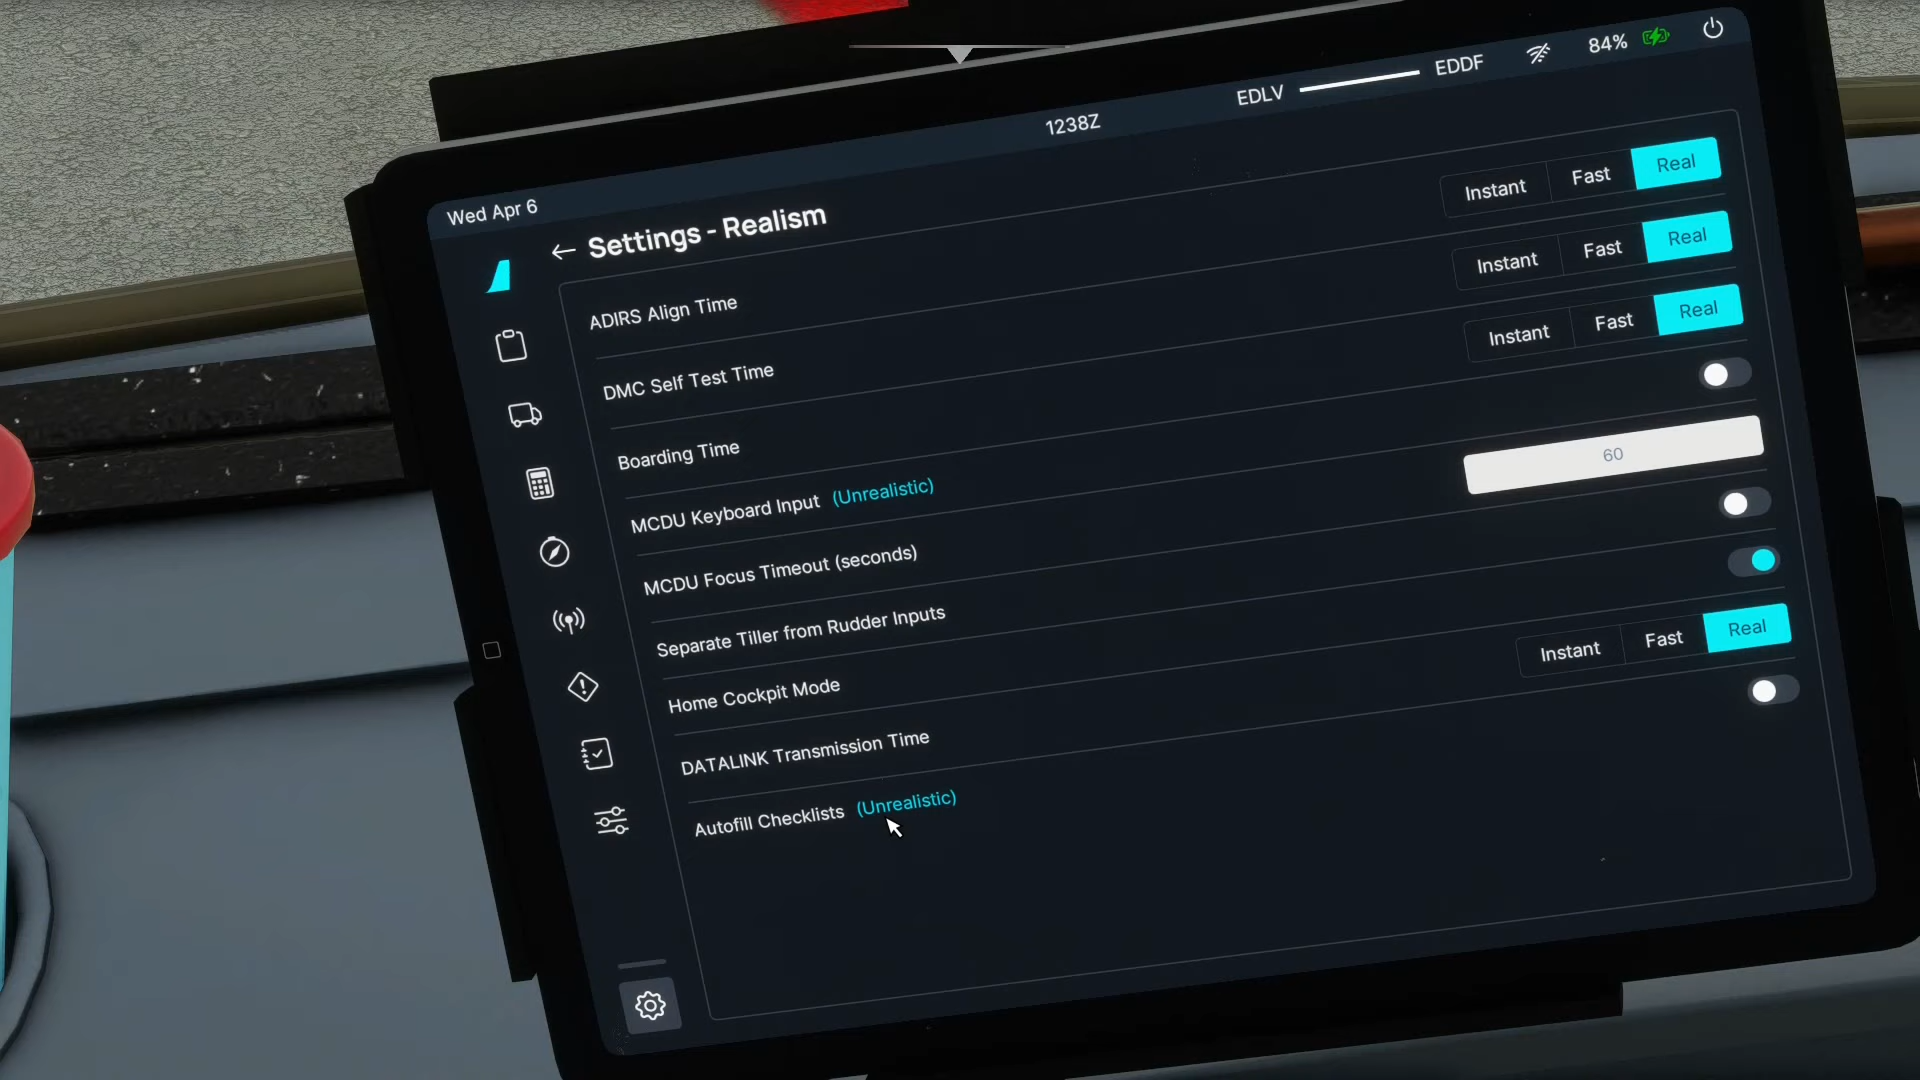 Wed Apr 6
1238Z
EDLV EDDF
84%
Settings - Realism
ADIRS Align Time
Instant Fast Real
DMC Self Test Time
Instant Fast Real
Boarding Time
Instant Fast Real
MCDU Keyboard Input (Unrealistic)
MCDU Focus Timeout (seconds)
60
Separate Tiller from Rudder Inputs
Home Cockpit Mode
DATALINK Transmission Time
Instant Fast Real
Autofill Checklists (Unrealistic)